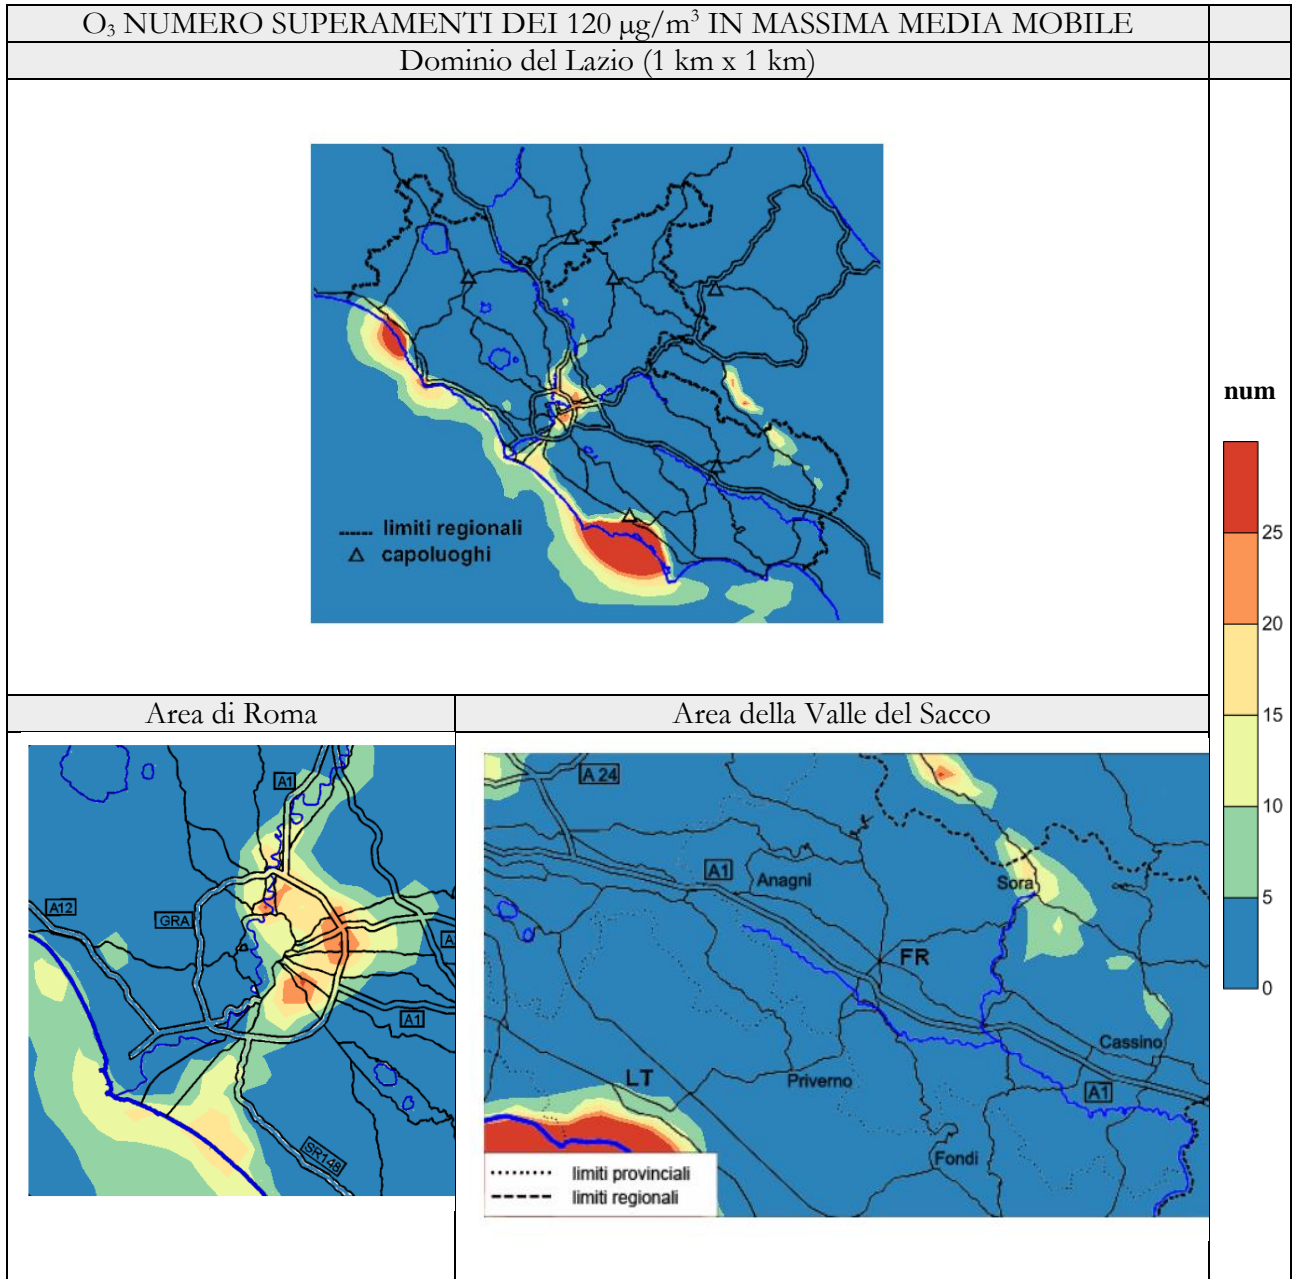 O₃ NUMERO SUPERAMENTI DEI 120 µg/m³ IN MASSIMA MEDIA MOBILE
Dominio del Lazio (1 km x 1 km)
limiti regionali
capoluoghi
num
25
20
15
10
5
0
Area di Roma
Area della Valle del Sacco
A1
A12
GRA
A
A1
SR148
A 24
A1
Anagni
Sora
FR
Cassino
LT
Priverno
A1
Fondi
limiti provinciali
limiti regionali